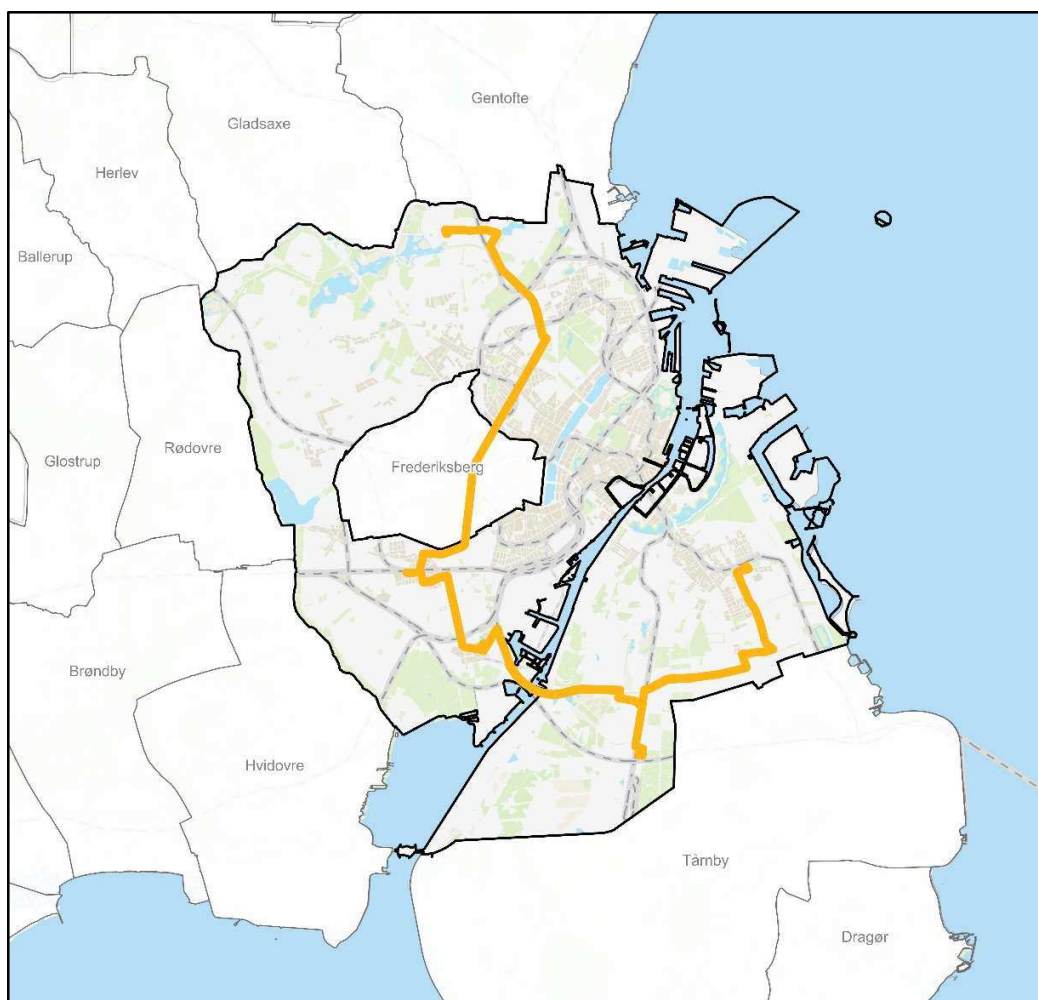 Gentofte
Gladsaxe
Herlev
Ballerup
Rødovre
Glostrup
Frederiksberg
Brøndby
Hvidovre
Tårnby
Dragør